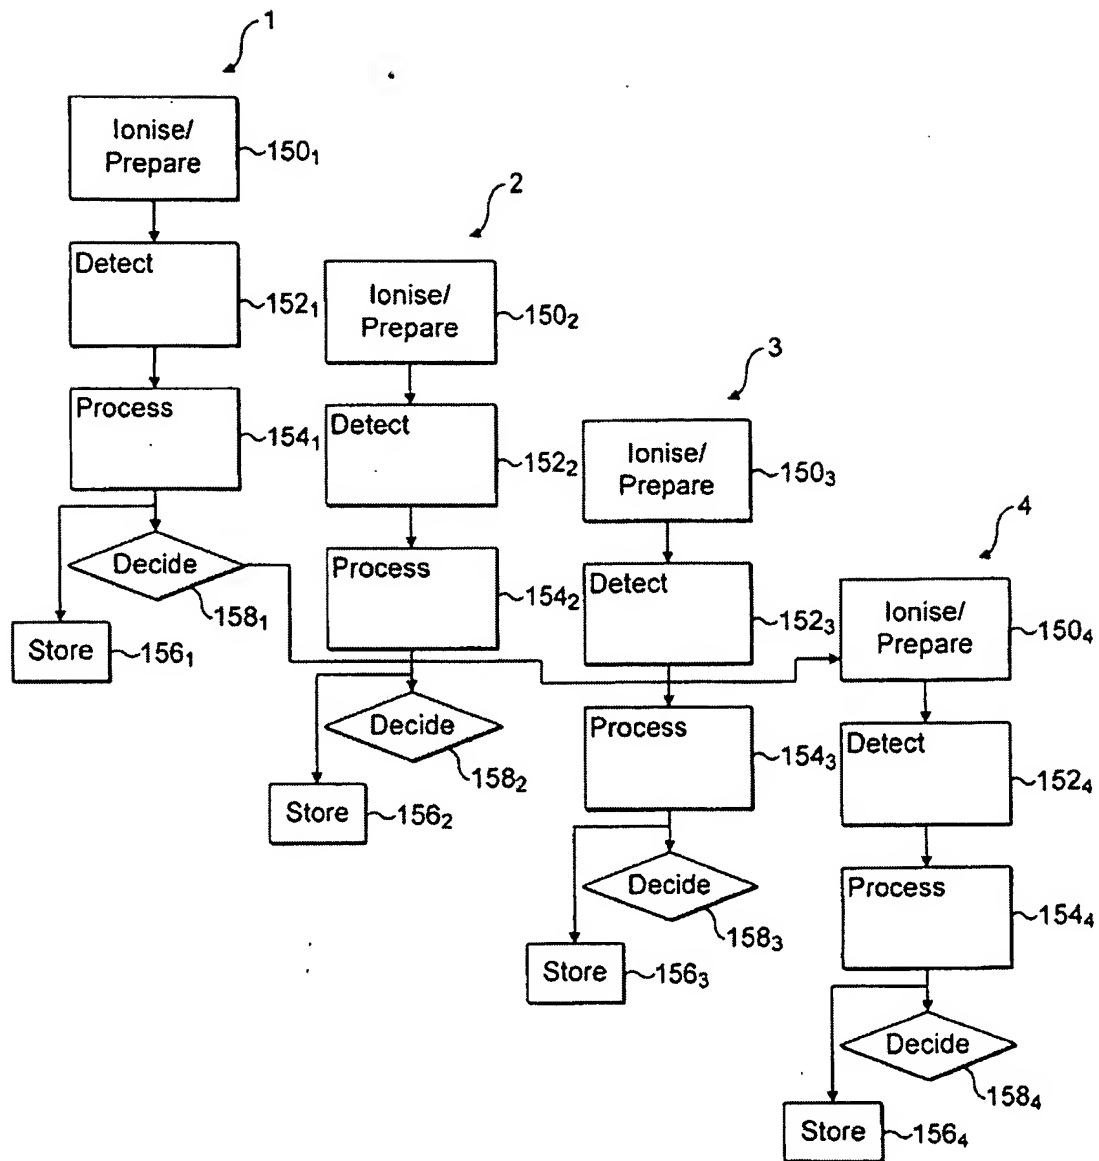 1
Ionise/
Prepare
150₁
Detect
152₁
Process
154₁
Decide
158₁
Store
156₁
2
Ionise/
Prepare
150₂
Detect
152₂
Process
154₂
Decide
158₂
Store
156₂
3
Ionise/
Prepare
150₃
Detect
152₃
Process
154₃
Decide
158₃
Store
156₃
4
Ionise/
Prepare
150₄
Detect
152₄
Process
154₄
Decide
158₄
Store
156₄